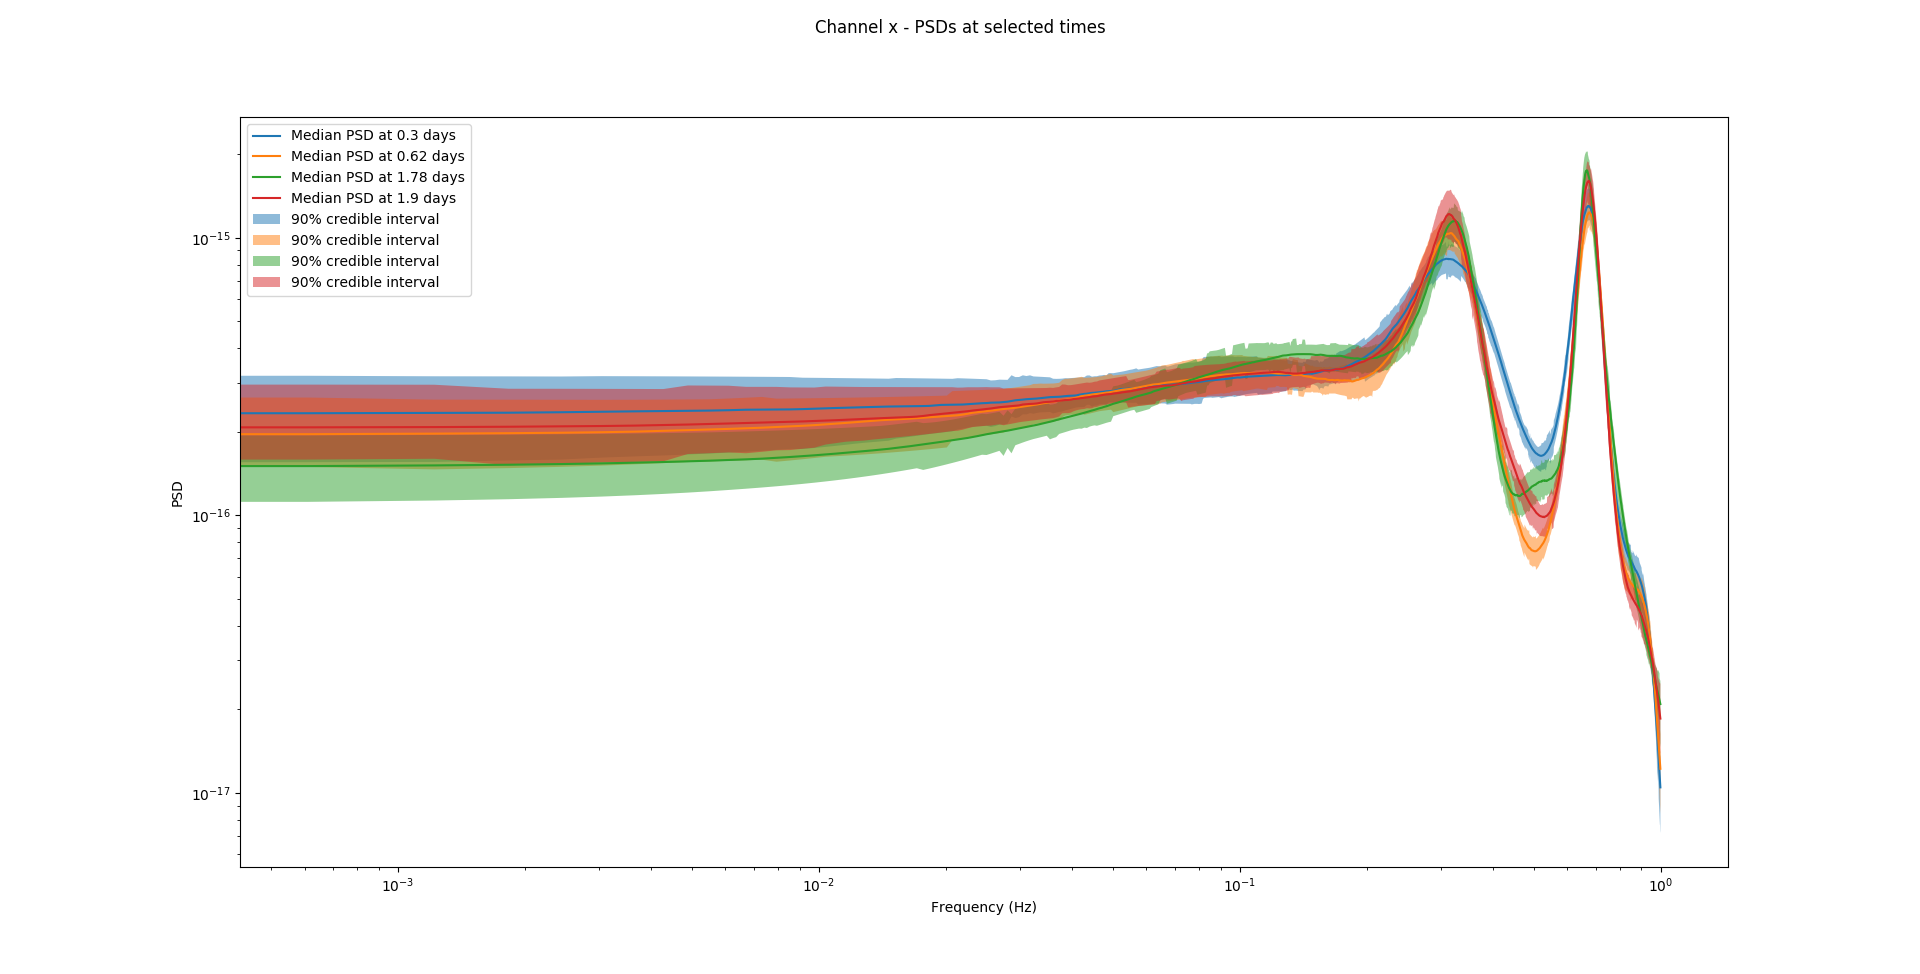 Channel x - PSDs at selected times
Median PSD at 0.3 days
Median PSD at 0.62 days
Median PSD at 1.78 days
Median PSD at 1.9 days
90% credible interval
90% credible interval
90% credible interval
90% credible interval
10⁻¹⁵
10⁻¹⁶
10⁻¹⁷
PSD
10⁻³ 10⁻² 10⁻¹ 10⁰
Frequency (Hz)